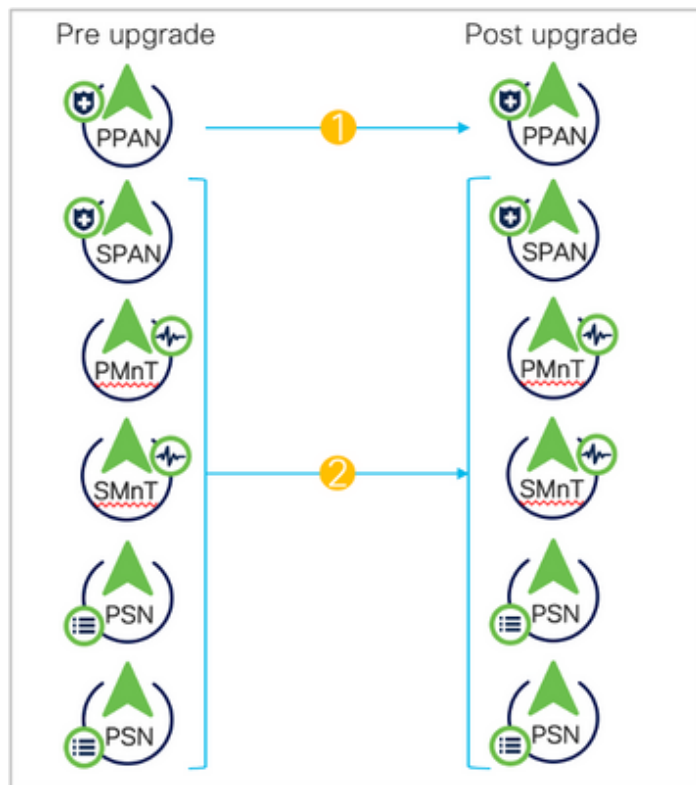 Pre upgrade
Post upgrade
PPAN
1
PPAN
SPAN
SPAN
PMnT
PMnT
SMnT
2
SMnT
PSN
PSN
PSN
PSN